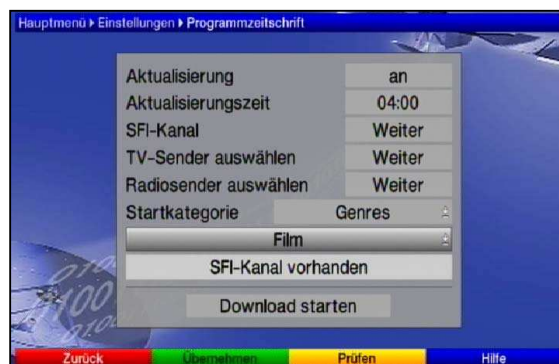 Hauptmenü Einstellungen Programmzeitschrift
Aktualisierung an
Aktualisierungszeit 04:00
SFI-Kanal Weiter
TV-Sender auswählen Weiter
Radiosender auswählen Weiter
Startkategorie Genres
Film
SFI-Kanal vorhanden
Download starten
Zurück Übernehmen Prüfen Hilfe